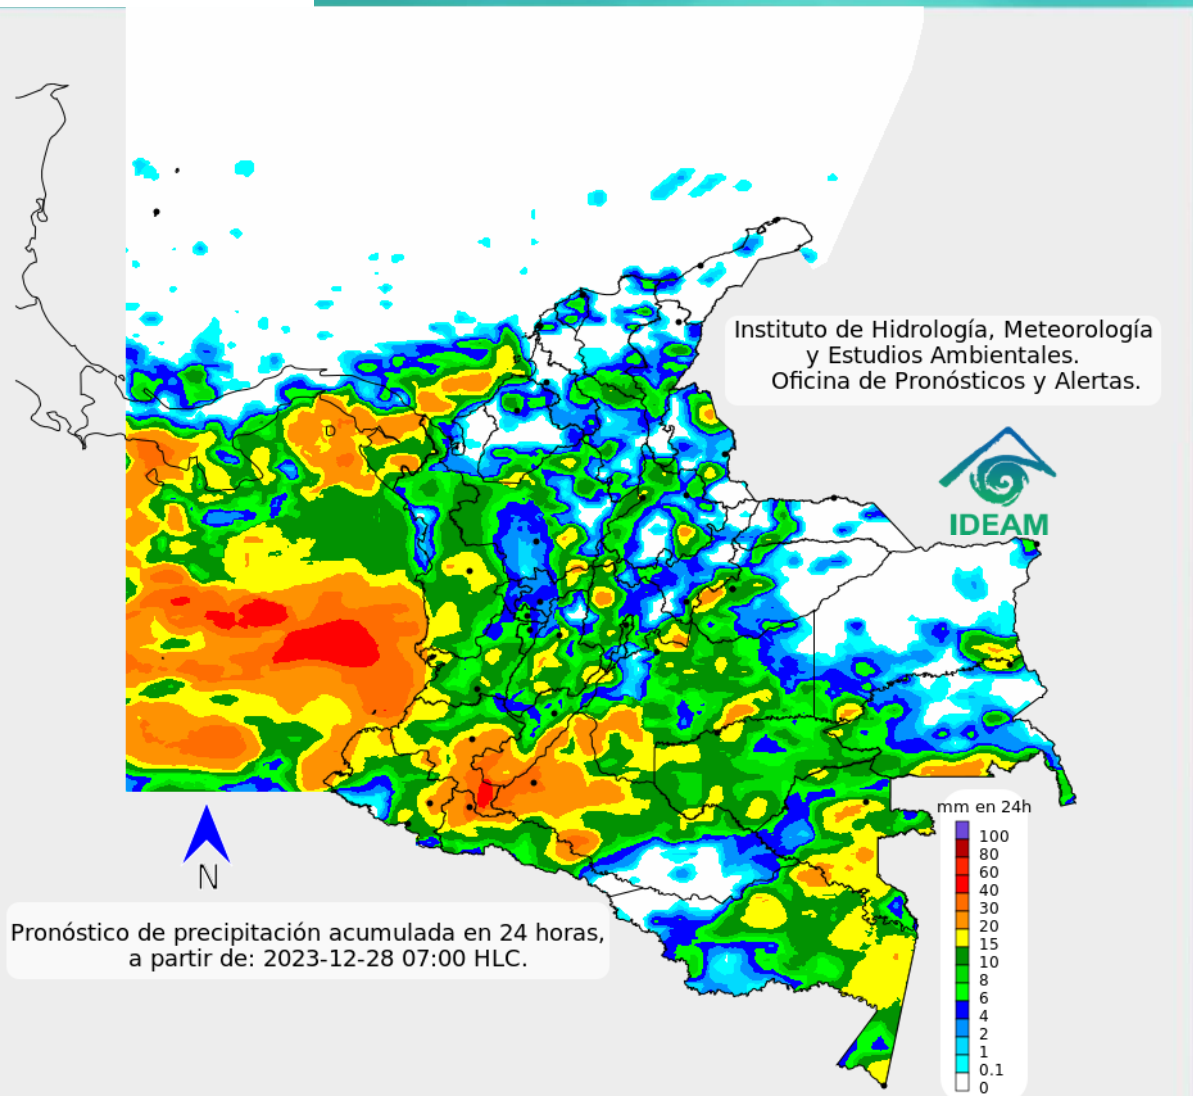 Instituto de Hidrología, Meteorología
y Estudios Ambientales.
Oficina de Pronósticos y Alertas.
D
IDEAM
mm en 24h
100
80
60
40
30
20
15
10
8
6
4
2
1
0.1
0
N
Pronóstico de precipitación acumulada en 24 horas,
a partir de: 2023-12-28 07:00 HLC.